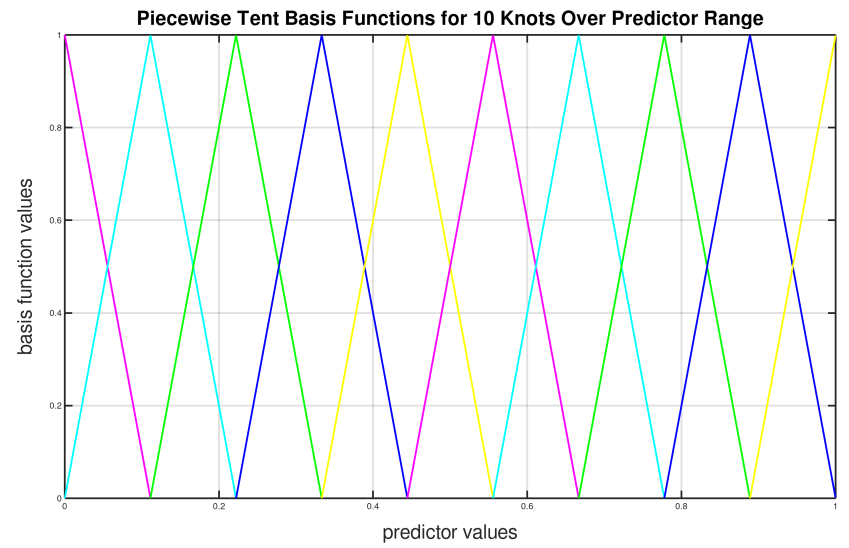 Piecewise Tent Basis Functions for 10 Knots Over Predictor Range
1
0.8
0.6
0.4
0.2
0
basis function values
0 0.2 0.4 0.6 0.8 1
predictor values